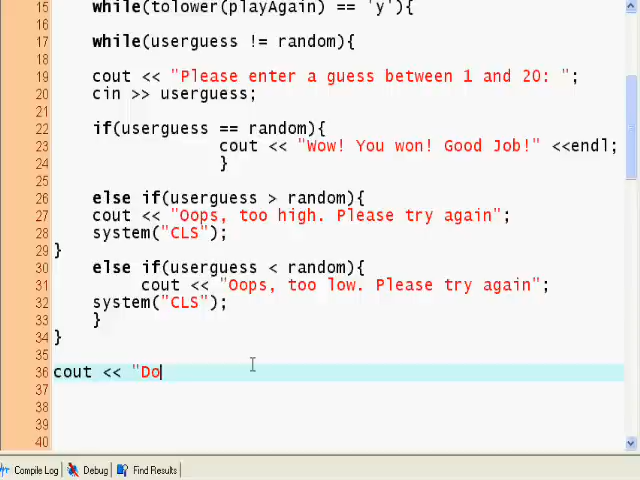 15 while(tolower(playAgain) == 'y'){
16
17 while(userguess != random){
18
19 cout << "Please enter a guess between 1 and 20: ";
20 cin >> userguess;
21
22 if(userguess == random){
23 cout << "Wow! You won! Good Job!" <<endl;
24 }
25
26 else if(userguess > random){
27 cout << "Oops, too high. Please try again";
28 system("CLS");
29 }
30 else if(userguess < random){
31 cout << "Oops, too low. Please try again";
32 system("CLS");
33 }
34 }
35
36 cout << "Do
37
38
39
40
Compile Log Debug Find Results